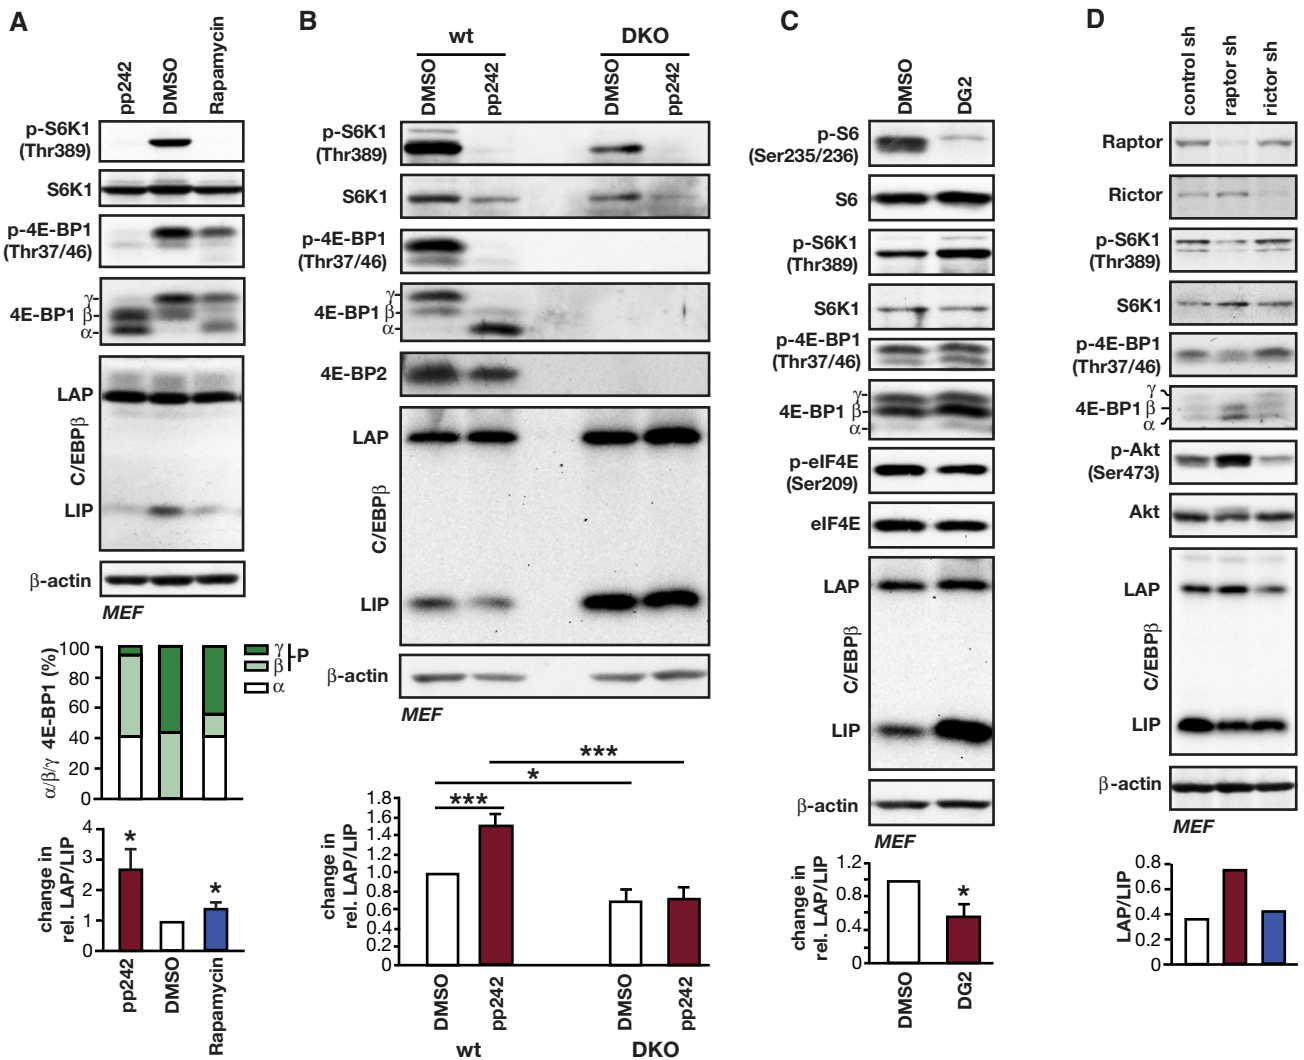 A
pp242
DMSO
Rapamycin
p-S6K1
(Thr389)
S6K1
p-4E-BP1
(Thr37/46)
4E-BP1
γ
β
α
LAP
C/EBPβ
LIP
β-actin
MEF
α/β/γ 4E-BP1 (%)
100
80
60
40
20
0
γ
β
P
α
change in
rel. LAP/LIP
4
3
2
1
0
*
*
pp242
DMSO
Rapamycin
B
wt
DKO
DMSO
pp242
DMSO
pp242
p-S6K1
(Thr389)
S6K1
p-4E-BP1
(Thr37/46)
4E-BP1
γ
β
α
4E-BP2
LAP
C/EBPβ
LIP
β-actin
MEF
***
*
***
change in
rel. LAP/LIP
1.8
1.6
1.4
1.2
1.0
0.8
0.6
0.4
0.2
0
DMSO
pp242
DMSO
pp242
wt
DKO
C
DMSO
DG2
p-S6
(Ser235/236)
S6
p-S6K1
(Thr389)
S6K1
p-4E-BP1
(Thr37/46)
4E-BP1
γ
β
α
p-eIF4E
(Ser209)
eIF4E
LAP
C/EBPβ
LIP
β-actin
MEF
change in
rel. LAP/LIP
1.2
0.8
0.4
0
*
DMSO
DG2
D
control sh
raptor sh
rictor sh
Raptor
Rictor
p-S6K1
(Thr389)
S6K1
p-4E-BP1
(Thr37/46)
4E-BP1
γ
β
α
p-Akt
(Ser473)
Akt
LAP
C/EBPβ
LIP
β-actin
MEF
LAP/LIP
0.8
0.6
0.4
0.2
0